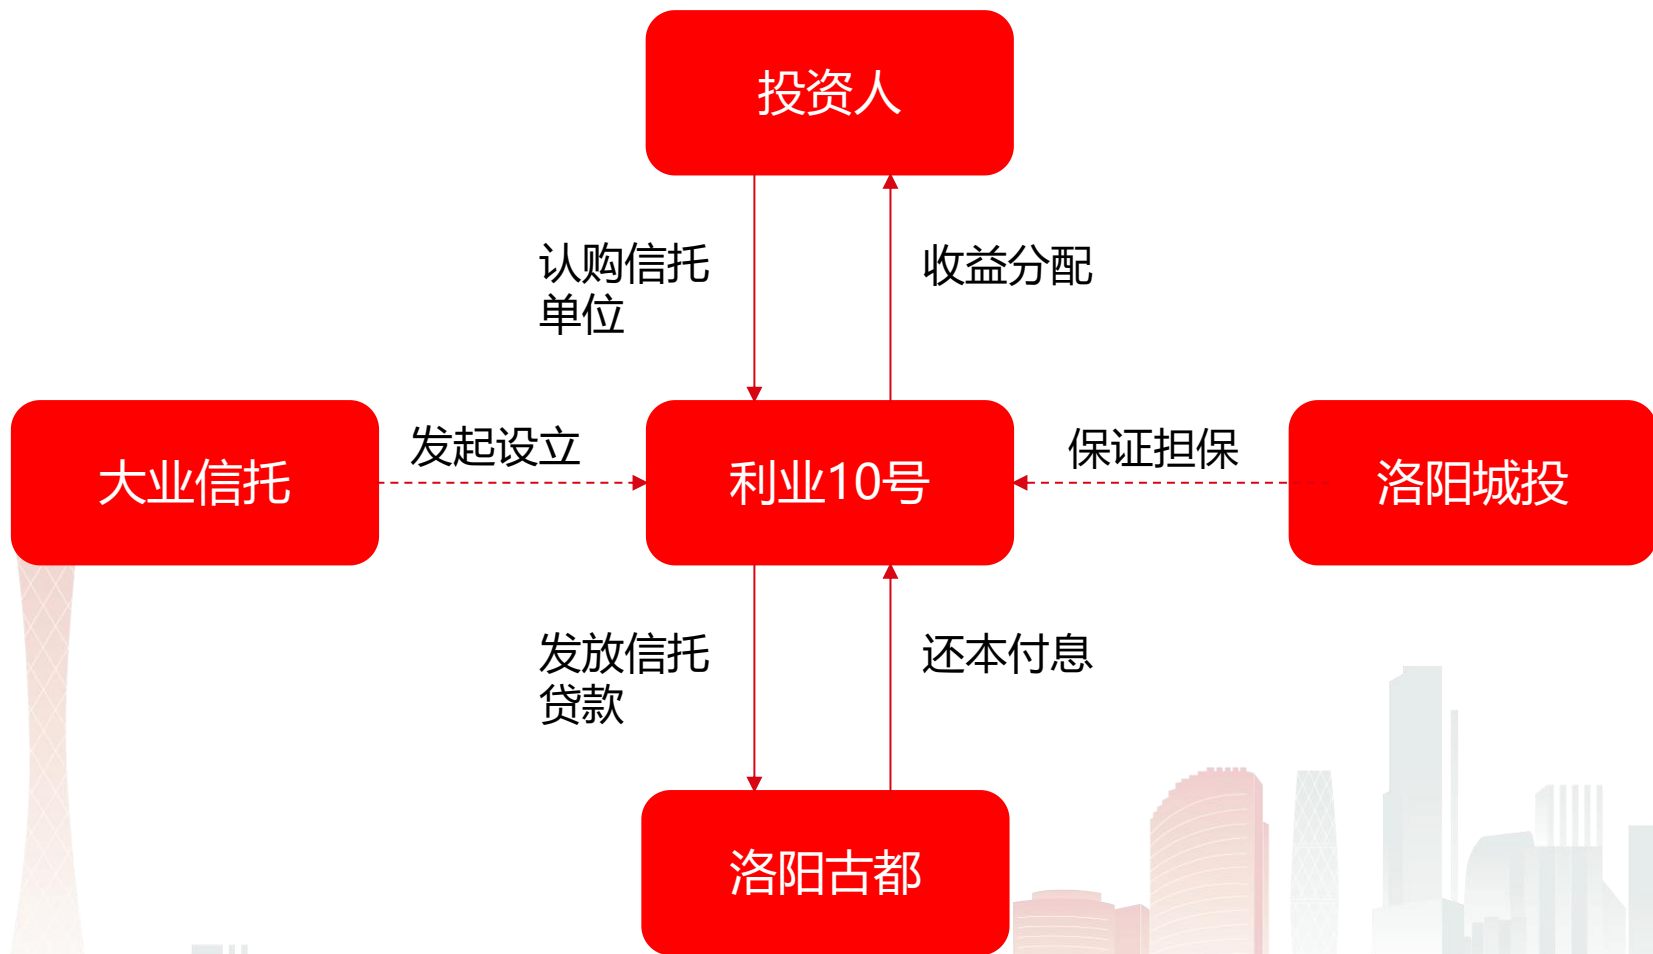 投资人
认购信托
单位
收益分配
大业信托
发起设立
利业10号
保证担保
洛阳城投
发放信托
贷款
还本付息
洛阳古都